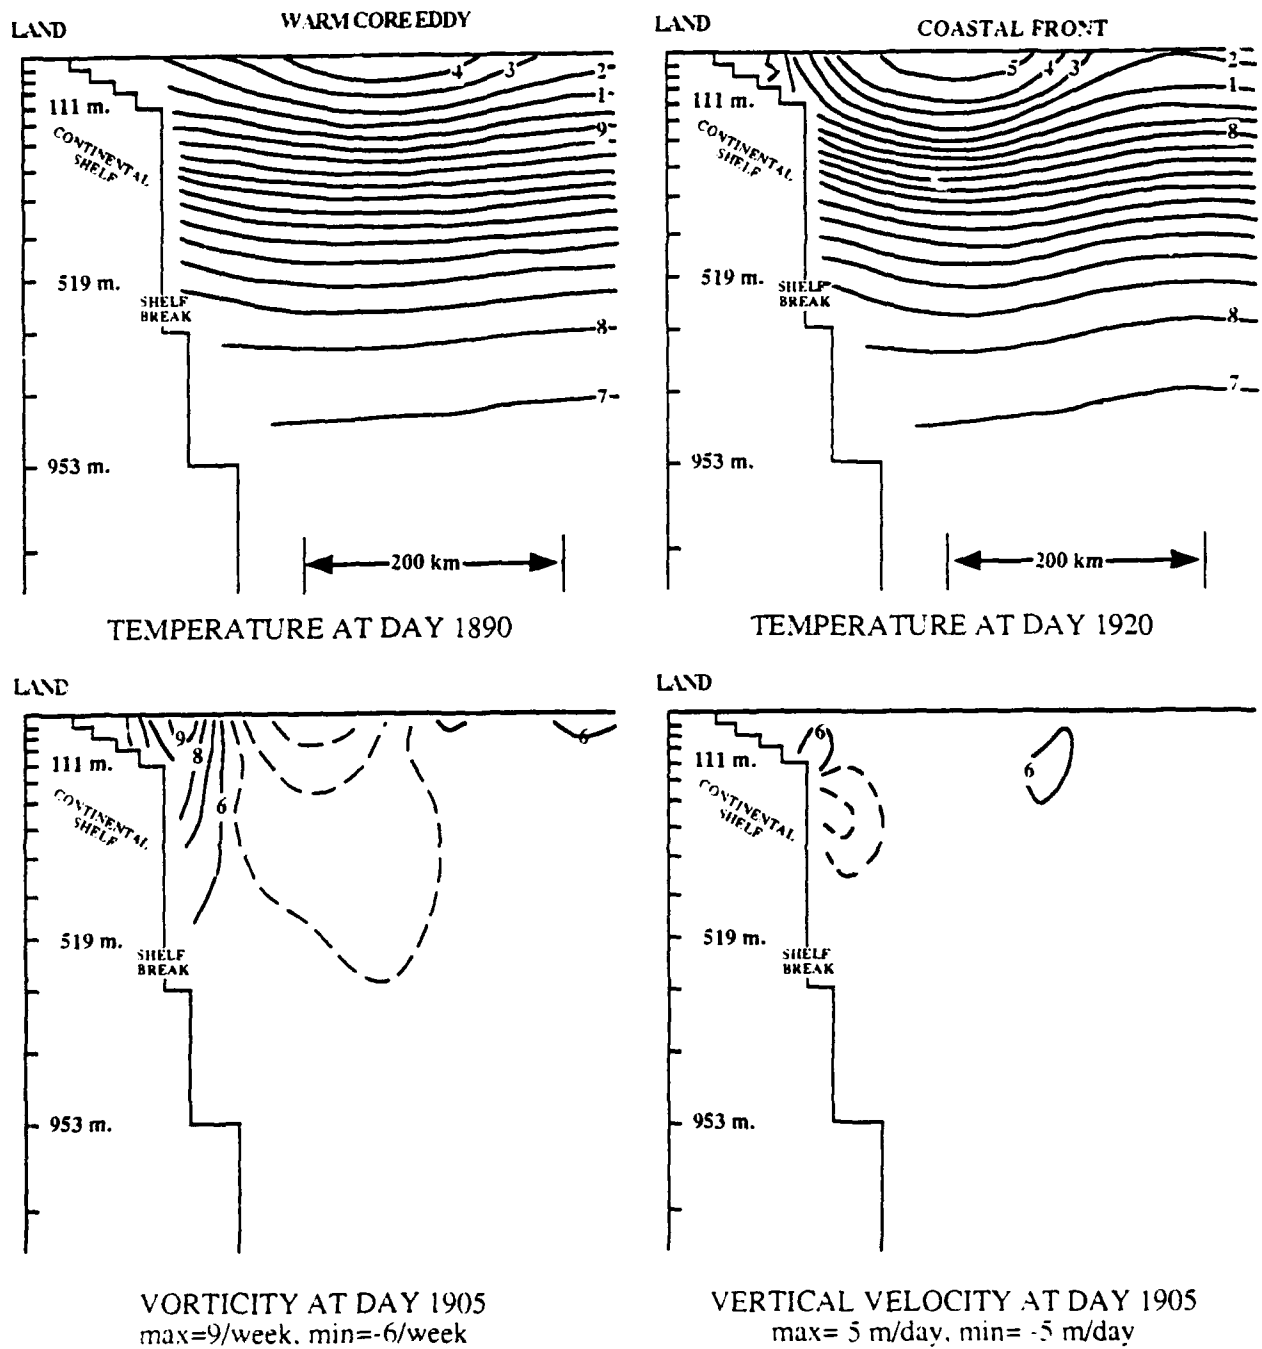 LAND
WARM CORE EDDY
4
3
2
1
9
8
7
111 m.
CONTINENTAL
SHELF
519 m.
SHELF
BREAK
953 m.
200 km
TEMPERATURE AT DAY 1890
LAND
COASTAL FRONT
5
4
3
2
1
8
8
7
111 m.
CONTINENTAL
SHELF
519 m.
SHELF
BREAK
953 m.
200 km
TEMPERATURE AT DAY 1920
LAND
9
8
6
6
111 m.
CONTINENTAL
SHELF
519 m.
SHELF
BREAK
953 m.
VORTICITY AT DAY 1905
max=9/week, min=-6/week
LAND
6
6
111 m.
CONTINENTAL
SHELF
519 m.
SHELF
BREAK
953 m.
VERTICAL VELOCITY AT DAY 1905
max= 5 m/day, min= -5 m/day